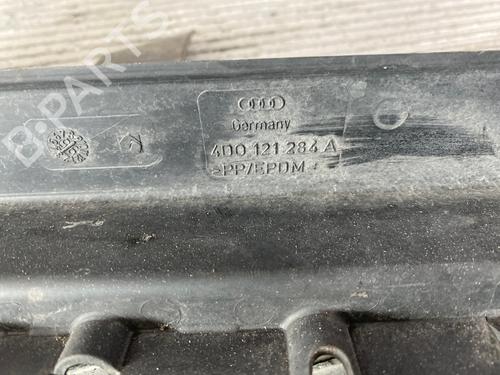 B-PARTS
Germany
4D0 121 284 A
>PP/EPDM<